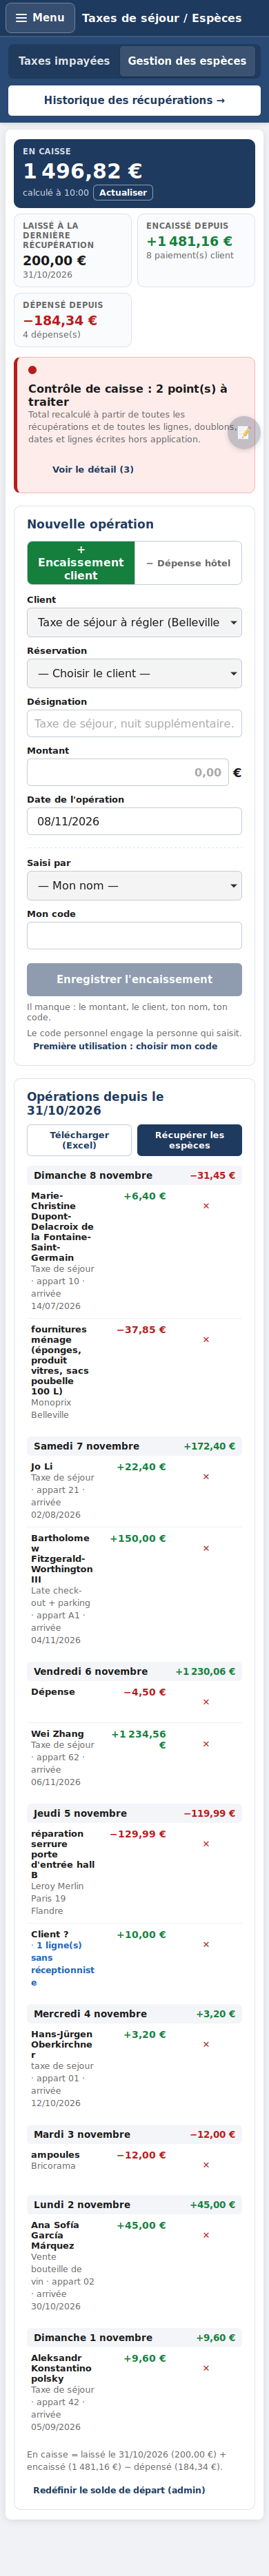 Menu
Taxes de séjour / Espèces
Taxes impayées
Gestion des espèces
Historique des récupérations →
EN CAISSE
1 496,82 €
calculé à 10:00
Actualiser
LAISSÉ À LA
DERNIÈRE
RÉCUPÉRATION
200,00 €
31/10/2026
ENCAISSÉ DEPUIS
+1 481,16 €
8 paiement(s) client
DÉPENSÉ DEPUIS
−184,34 €
4 dépense(s)
Contrôle de caisse : 2 point(s) à
traiter
Total recalculé à partir de toutes les
récupérations et de toutes les lignes, doublons,
dates et lignes écrites hors application.
Voir le détail (3)
Nouvelle opération
+
Encaissement
client
− Dépense hôtel
Client
Taxe de séjour à régler (Belleville
Réservation
— Choisir le client —
Désignation
Taxe de séjour, nuit supplémentaire.
Montant
0,00 €
Date de l'opération
08/11/2026
Saisi par
— Mon nom —
Mon code
Enregistrer l'encaissement
Il manque : le montant, le client, ton nom, ton
code.
Le code personnel engage la personne qui saisit.
Première utilisation : choisir mon code
Opérations depuis le
31/10/2026
Télécharger
(Excel)
Récupérer les
espèces
Dimanche 8 novembre −31,45 €
Marie-
Christine
Dupont-
Delacroix de
la Fontaine-
Saint-
Germain
+6,40 € ×
Taxe de séjour
· appart 10 ·
arrivée
14/07/2026
fournitures
ménage
(éponges,
produit
vitres, sacs
poubelle
100 L)
−37,85 € ×
Monoprix
Belleville
Samedi 7 novembre +172,40 €
Jo Li +22,40 € ×
Taxe de séjour
· appart 21 ·
arrivée
02/08/2026
Bartholome
w
Fitzgerald-
Worthington
III
+150,00 € ×
Late check-
out + parking
· appart A1 ·
arrivée
04/11/2026
Vendredi 6 novembre +1 230,06 €
Dépense −4,50 € ×
Wei Zhang +1 234,56
€ ×
Taxe de séjour
· appart 62 ·
arrivée
06/11/2026
Jeudi 5 novembre −119,99 €
réparation
serrure
porte
d'entrée hall
B
−129,99 € ×
Leroy Merlin
Paris 19
Flandre
Client ? +10,00 € ×
· 1 ligne(s)
sans
réceptionnist
e
Mercredi 4 novembre +3,20 €
Hans-Jürgen
Oberkirchne
r
+3,20 € ×
taxe de sejour
· appart 01 ·
arrivée
12/10/2026
Mardi 3 novembre −12,00 €
ampoules −12,00 € ×
Bricorama
Lundi 2 novembre +45,00 €
Ana Sofía
García
Márquez
+45,00 € ×
Vente
bouteille de
vin · appart 02
· arrivée
30/10/2026
Dimanche 1 novembre +9,60 €
Aleksandr
Konstantino
polsky
+9,60 € ×
Taxe de séjour
· appart 42 ·
arrivée
05/09/2026
En caisse = laissé le 31/10/2026 (200,00 €) +
encaissé (1 481,16 €) − dépensé (184,34 €).
Redéfinir le solde de départ (admin)